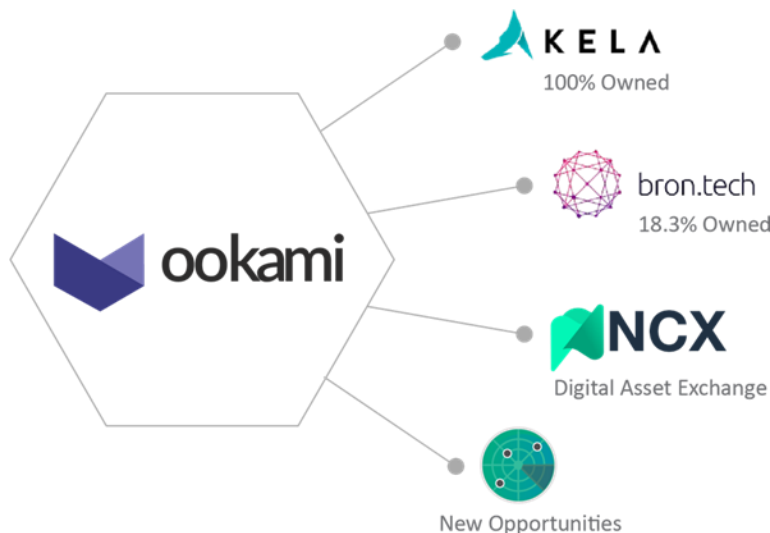 KELA
100% Owned
bron.tech
18.3% Owned
ookami
NCX
Digital Asset Exchange
New Opportunities